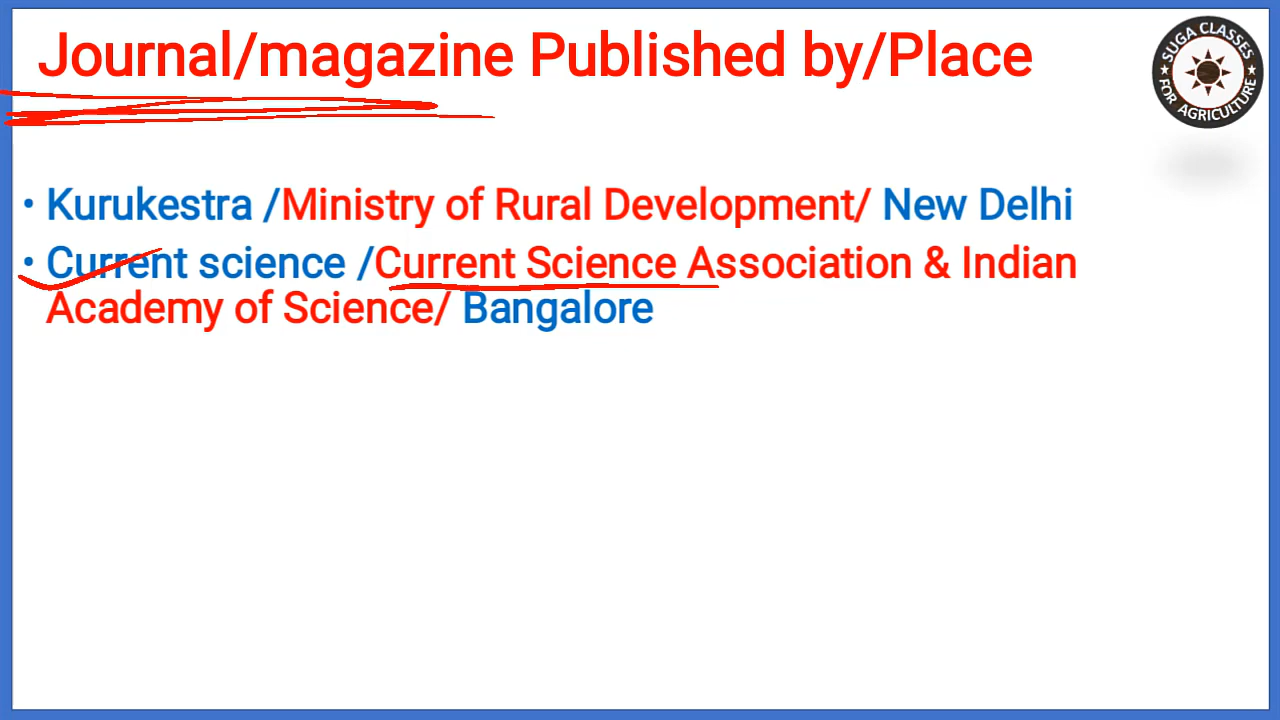 Journal/magazine Published by/Place
SUGA CLASSES
FOR AGRICULTURE
• Kurukestra /Ministry of Rural Development/ New Delhi
• Current science /Current Science Association & Indian
Academy of Science/ Bangalore